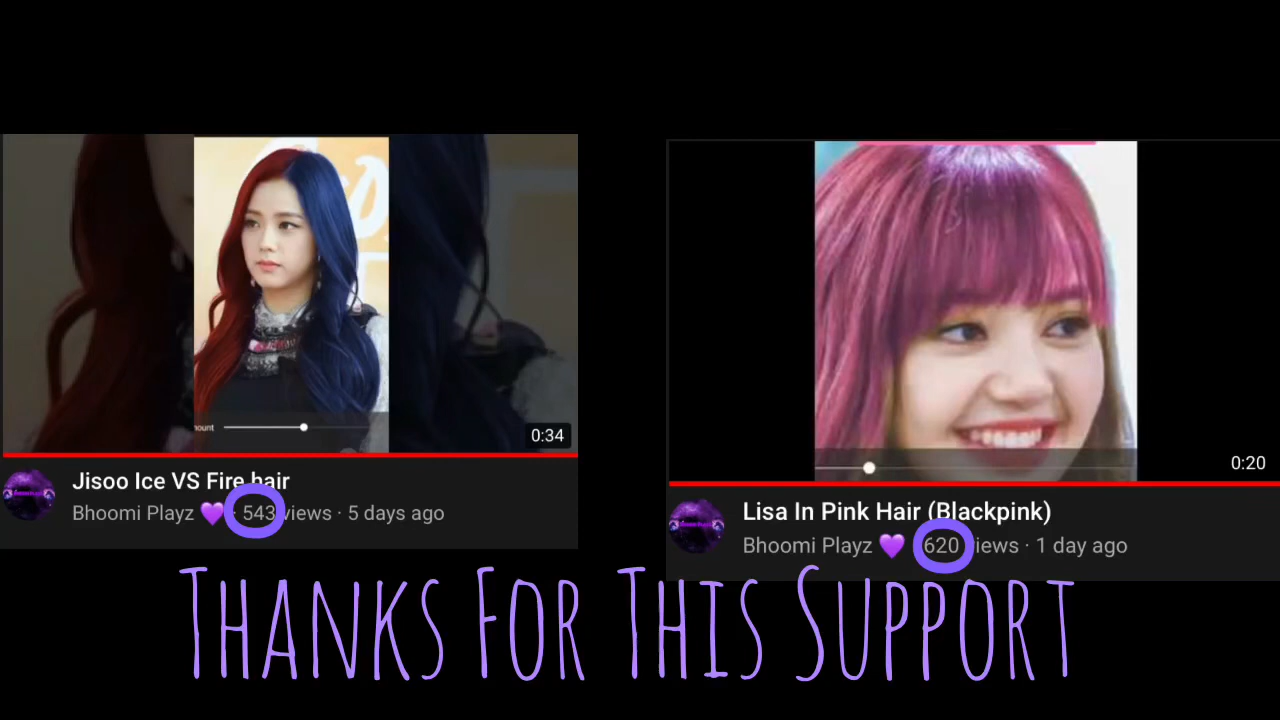 ount
0:34
Jisoo Ice VS Fire hair
Bhoomi Playz 💜 · 543 views · 5 days ago
0:20
Lisa In Pink Hair (Blackpink)
Bhoomi Playz 💜 620 views · 1 day ago
THANKS FOR THIS SUPPORT